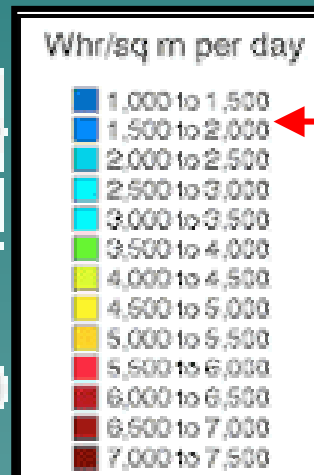 Whr/sq m per day
1,000 to 1,500
1,500 to 2,000
2,000 to 2,500
2,500 to 3,000
3,000 to 3,500
3,500 to 4,000
4,000 to 4,500
4,500 to 5,000
5,000 to 5,500
5,500 to 6,000
6,000 to 6,500
6,500 to 7,000
7,000 to 7,500